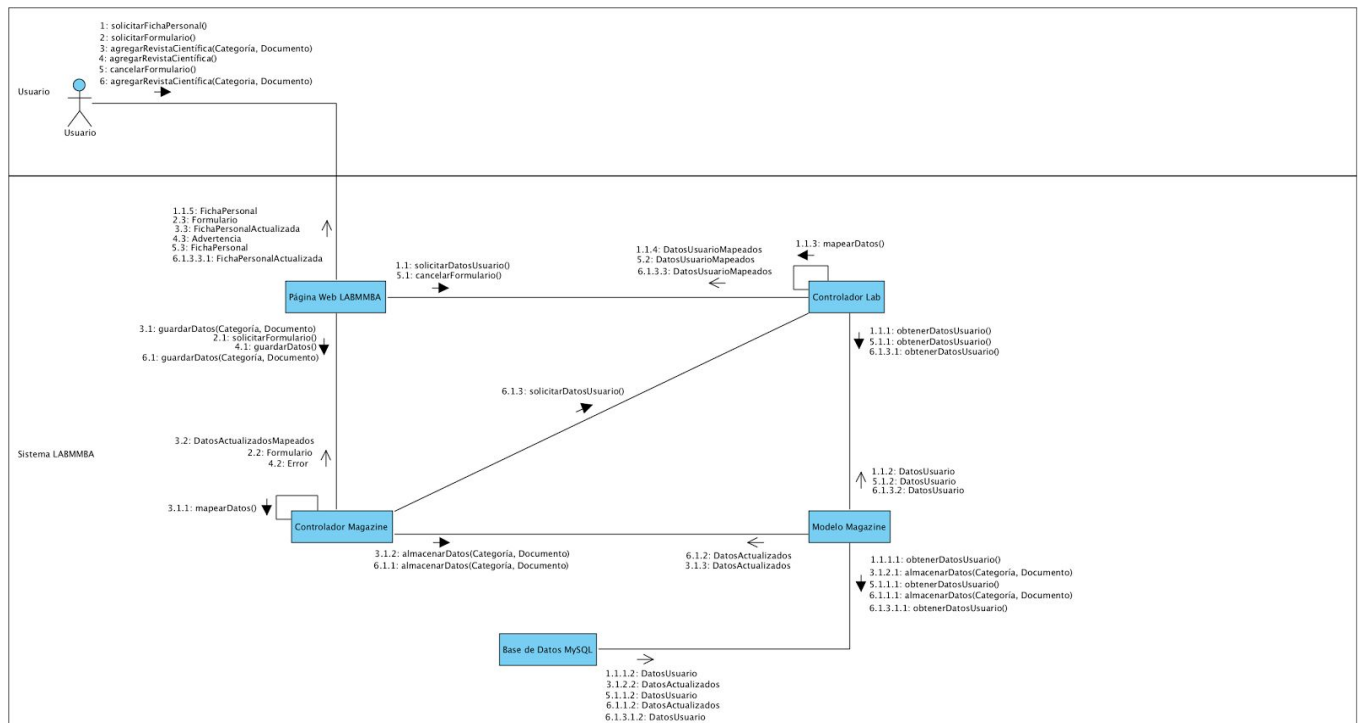 1: solicitarFichaPersonal()
2: solicitarFormulario()
3: agregarRevistaCientífica(Categoría, Documento)
4: agregarRevistaCientífica()
5: cancelarFormulario()
6: agregarRevistaCientífica(Categoria, Documento)
Usuario
Usuario
1.1.5: FichaPersonal
2.3: Formulario
3.3: FichaPersonalActualizada
4.3: Advertencia
5.3: FichaPersonal
6.1.3.3.1: FichaPersonalActualizada
1.1: solicitarDatosUsuario()
5.1: cancelarFormulario()
1.1.4: DatosUsuarioMapeados
5.2: DatosUsuarioMapeados
6.1.3.3: DatosUsuarioMapeados
1.1.3: mapearDatos()
Página Web LABMMBA
Controlador Lab
3.1: guardarDatos(Categoría, Documento)
2.1: solicitarFormulario()
4.1: guardarDatos()
6.1: guardarDatos(Categoría, Documento)
1.1.1: obtenerDatosUsuario()
5.1.1: obtenerDatosUsuario()
6.1.3.1: obtenerDatosUsuario()
6.1.3: solicitarDatosUsuario()
Sistema LABMMBA
3.2: DatosActualizadosMapeados
2.2: Formulario
4.2: Error
1.1.2: DatosUsuario
5.1.2: DatosUsuario
6.1.3.2: DatosUsuario
3.1.1: mapearDatos()
Controlador Magazine
Modelo Magazine
3.1.2: almacenarDatos(Categoría, Documento)
6.1.1: almacenarDatos(Categoría, Documento)
6.1.2: DatosActualizados
3.1.3: DatosActualizados
1.1.1.1: obtenerDatosUsuario()
3.1.2.1: almacenarDatos(Categoría, Documento)
5.1.1.1: obtenerDatosUsuario()
6.1.1.1: almacenarDatos(Categoría, Documento)
6.1.3.1.1: obtenerDatosUsuario()
Base de Datos MySQL
1.1.1.2: DatosUsuario
3.1.2.2: DatosActualizados
5.1.1.2: DatosUsuario
6.1.1.2: DatosActualizados
6.1.3.1.2: DatosUsuario